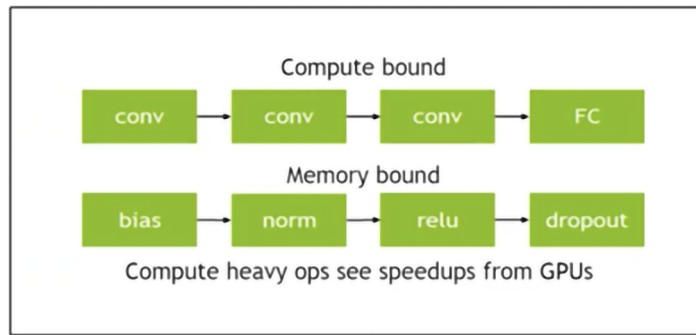 Compute bound
conv conv conv FC
Memory bound
bias norm relu dropout
Compute heavy ops see speedups from GPUs